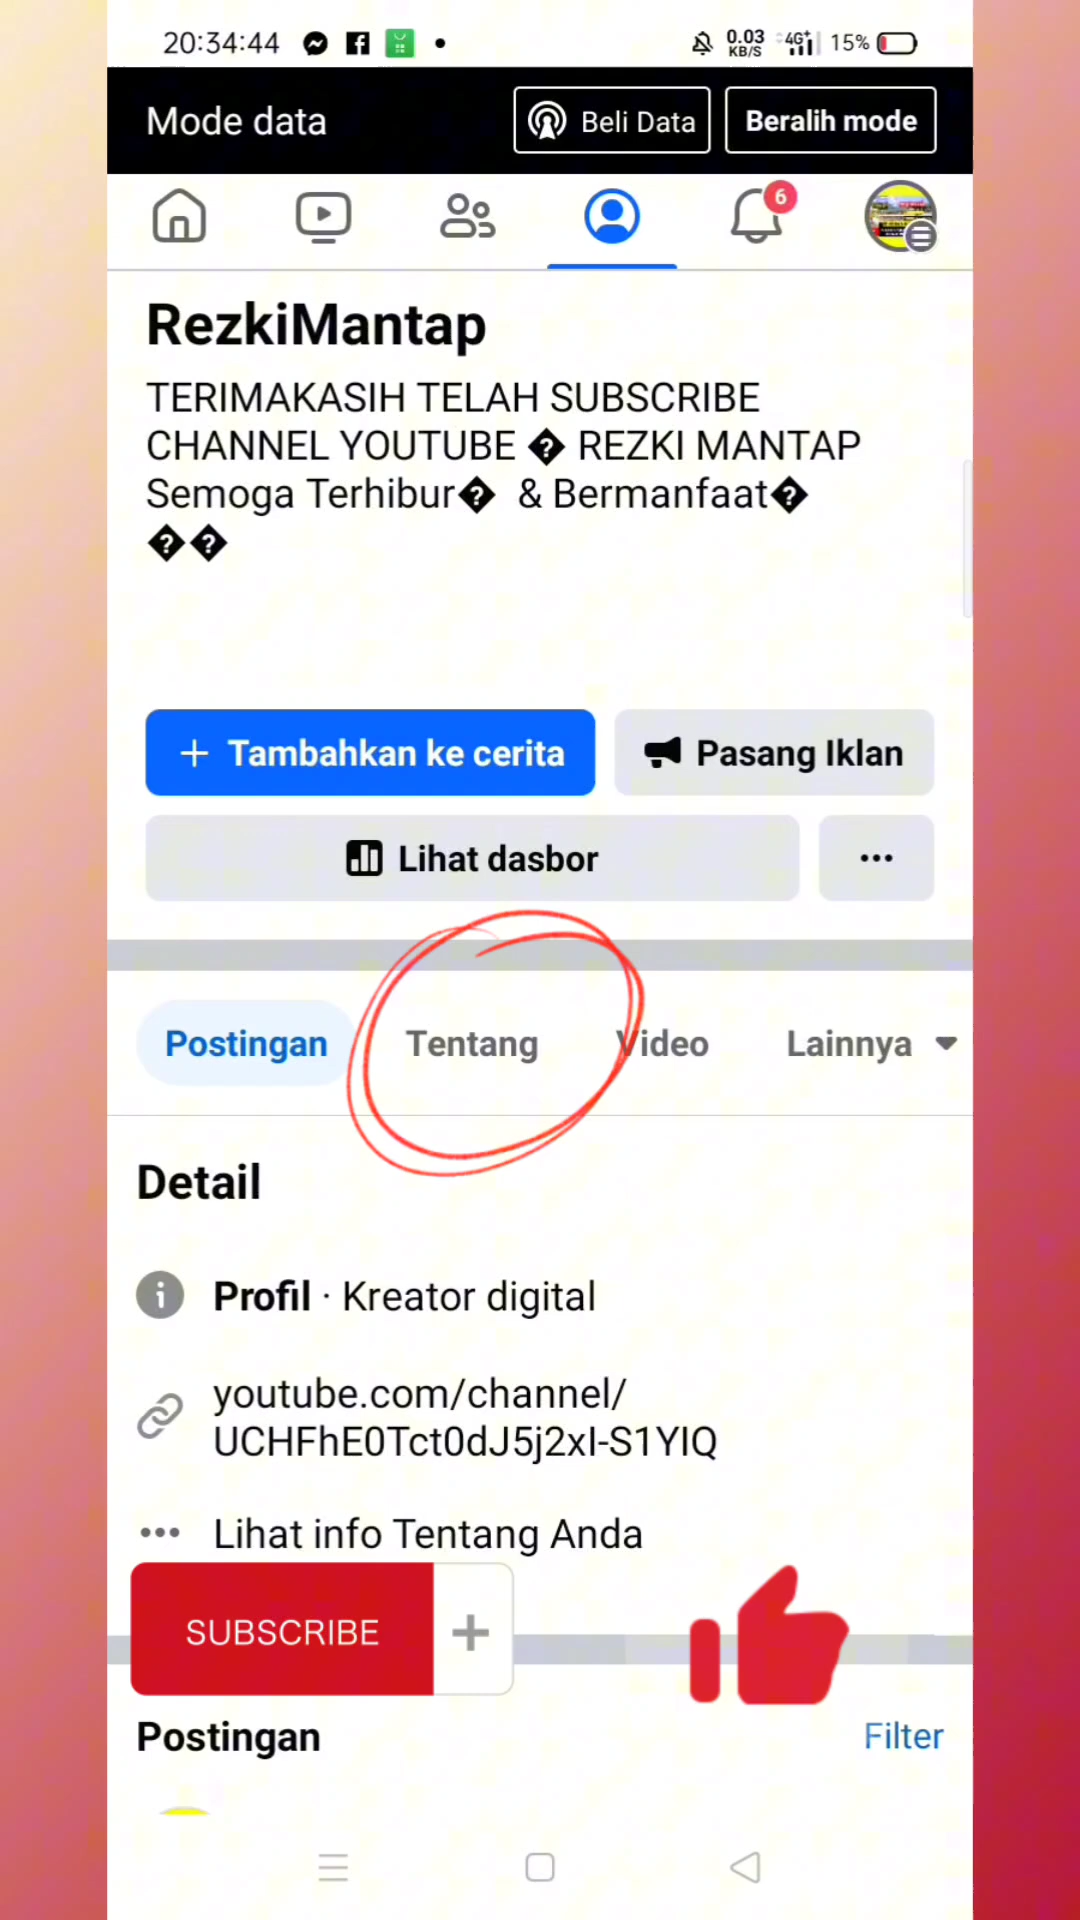 20:34:44
0.03
KB/S
4G+
15%
Mode data
Beli Data
Beralih mode
6
RezkiMantap
TERIMAKASIH TELAH SUBSCRIBE
CHANNEL YOUTUBE � REZKI MANTAP
Semoga Terhibur� & Bermanfaat�
��
+ Tambahkan ke cerita
Pasang Iklan
Lihat dasbor
Postingan
Tentang
Video
Lainnya
Detail
Profil · Kreator digital
youtube.com/channel/
UCHFhE0Tct0dJ5j2xI-S1YIQ
Lihat info Tentang Anda
SUBSCRIBE +
Postingan
Filter